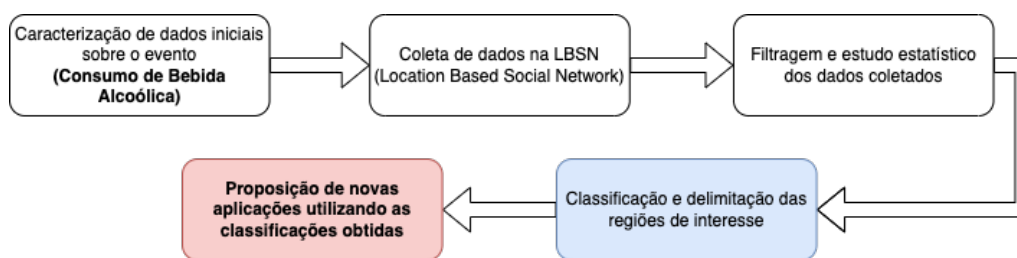 Caracterização de dados iniciais
sobre o evento
(Consumo de Bebida
Alcoólica)
Coleta de dados na LBSN
(Location Based Social Network)
Filtragem e estudo estatístico
dos dados coletados
Proposição de novas
aplicações utilizando as
classificações obtidas
Classificação e delimitação das
regiões de interesse